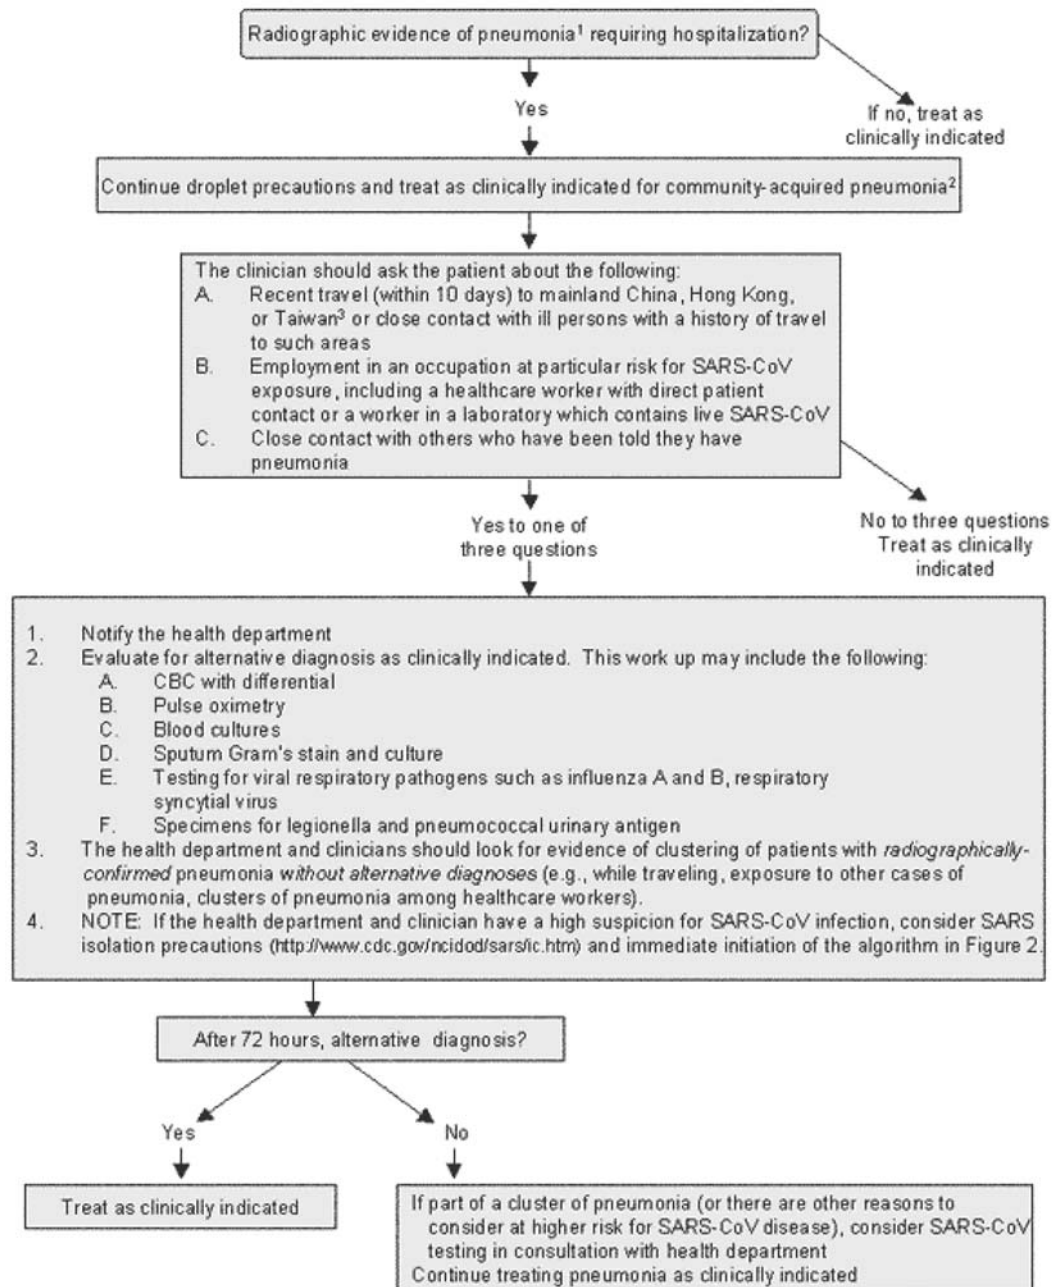 Radiographic evidence of pneumonia¹ requiring hospitalization?
Yes
If no, treat as
clinically indicated
Continue droplet precautions and treat as clinically indicated for community-acquired pneumonia²
The clinician should ask the patient about the following:
A. Recent travel (within 10 days) to mainland China, Hong Kong,
or Taiwan³ or close contact with ill persons with a history of travel
to such areas
B. Employment in an occupation at particular risk for SARS-CoV
exposure, including a healthcare worker with direct patient
contact or a worker in a laboratory which contains live SARS-CoV
C. Close contact with others who have been told they have
pneumonia
Yes to one of
three questions
No to three questions
Treat as clinically
indicated
1. Notify the health department
2. Evaluate for alternative diagnosis as clinically indicated. This work up may include the following:
A. CBC with differential
B. Pulse oximetry
C. Blood cultures
D. Sputum Gram's stain and culture
E. Testing for viral respiratory pathogens such as influenza A and B, respiratory
syncytial virus
F. Specimens for legionella and pneumococcal urinary antigen
3. The health department and clinicians should look for evidence of clustering of patients with radiographically-
confirmed pneumonia without alternative diagnoses (e.g., while traveling, exposure to other cases of
pneumonia, clusters of pneumonia among healthcare workers).
4. NOTE: If the health department and clinician have a high suspicion for SARS-CoV infection, consider SARS
isolation precautions (http://www.cdc.gov/ncidod/sars/ic.htm) and immediate initiation of the algorithm in Figure 2.
After 72 hours, alternative diagnosis?
Yes
No
Treat as clinically indicated
If part of a cluster of pneumonia (or there are other reasons to
consider at higher risk for SARS-CoV disease), consider SARS-CoV
testing in consultation with health department
Continue treating pneumonia as clinically indicated